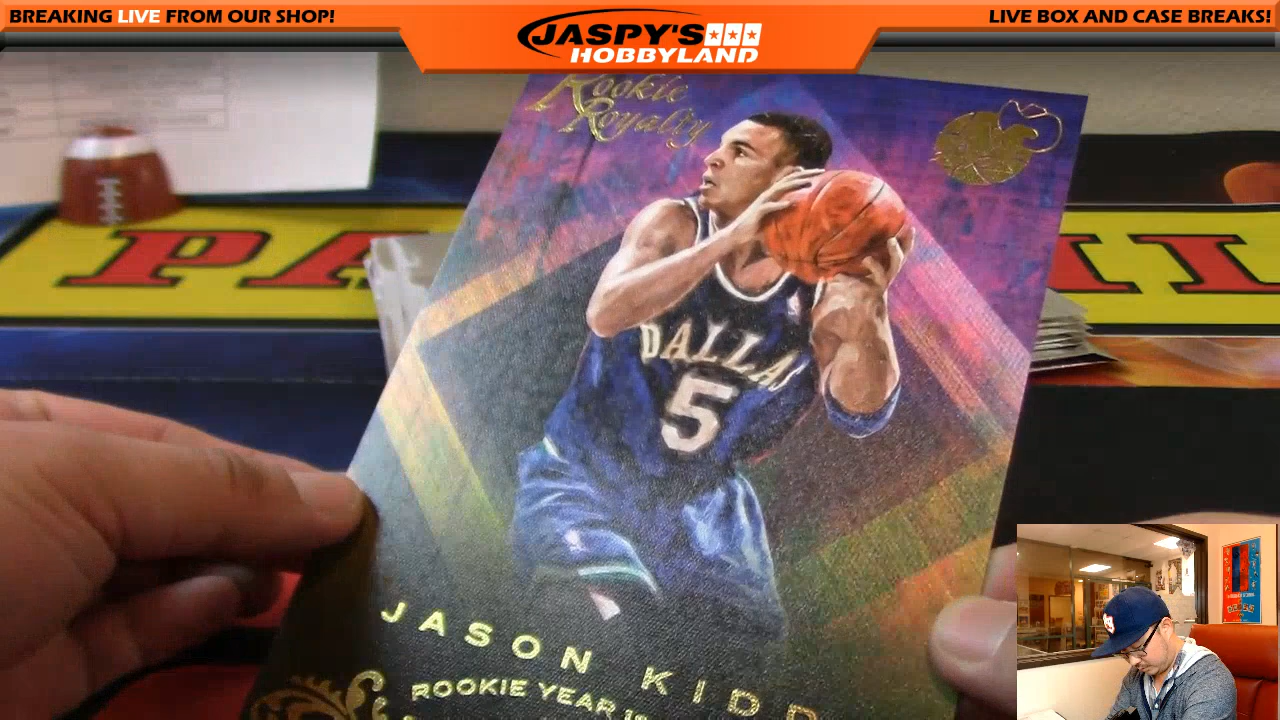 BREAKING LIVE FROM OUR SHOP!
JASPY'S
HOBBYLAND
LIVE BOX AND CASE BREAKS!
Rookie
Royalty
DALLAS
5
JASON KIDD
ROOKIE YEAR